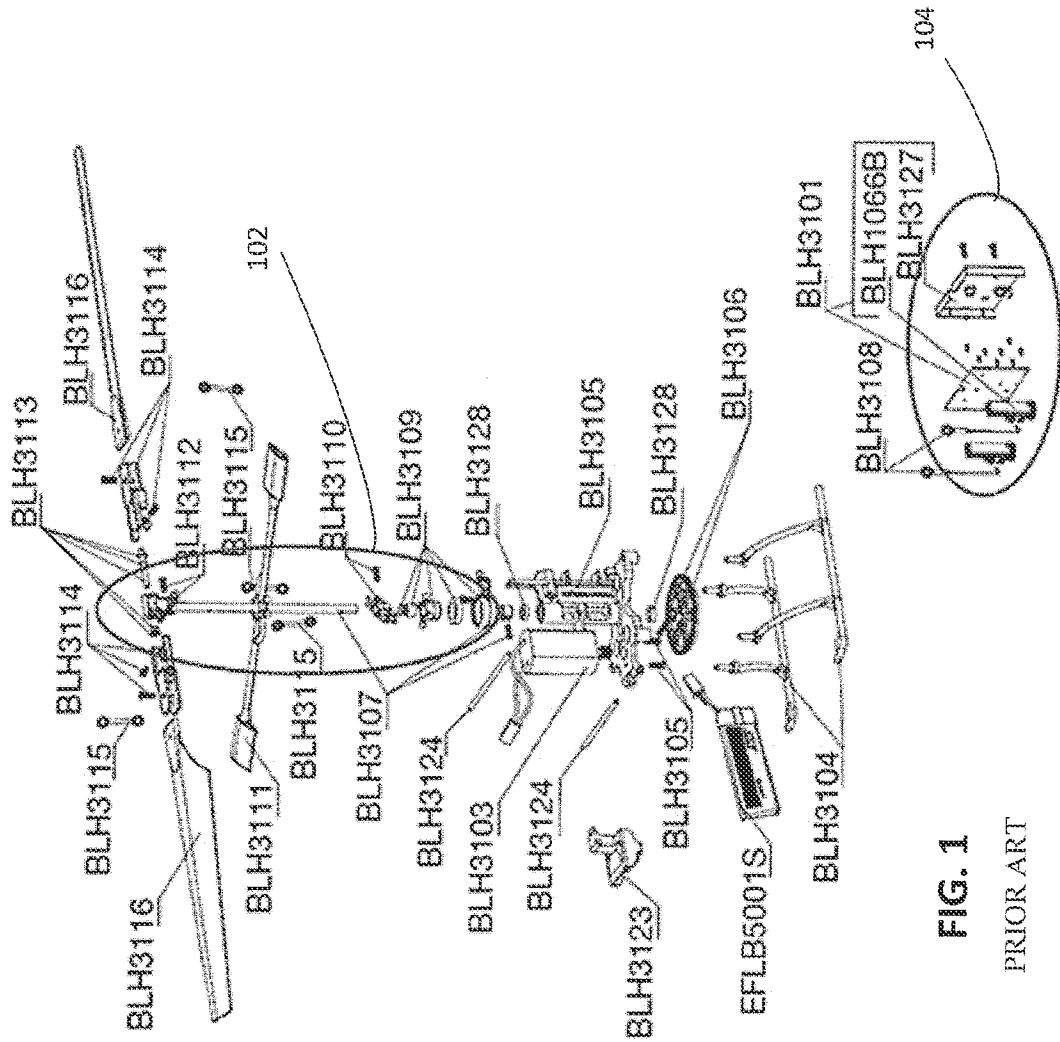 BLH3113
BLH3116
BLH3114
BLH3115
BLH3116
BLH3114
BLH3112
BLH3115
102
BLH3111
BLH3115
BLH3110
BLH3107
BLH3109
BLH3124
BLH3128
BLH3103
BLH3124
BLH3105
BLH3123
BLH3128
BLH3105
BLH3106
EFLB5001S
BLH3101
BLH3104
BLH3108
BLH1066B
BLH3127
104
FIG. 1
PRIOR ART